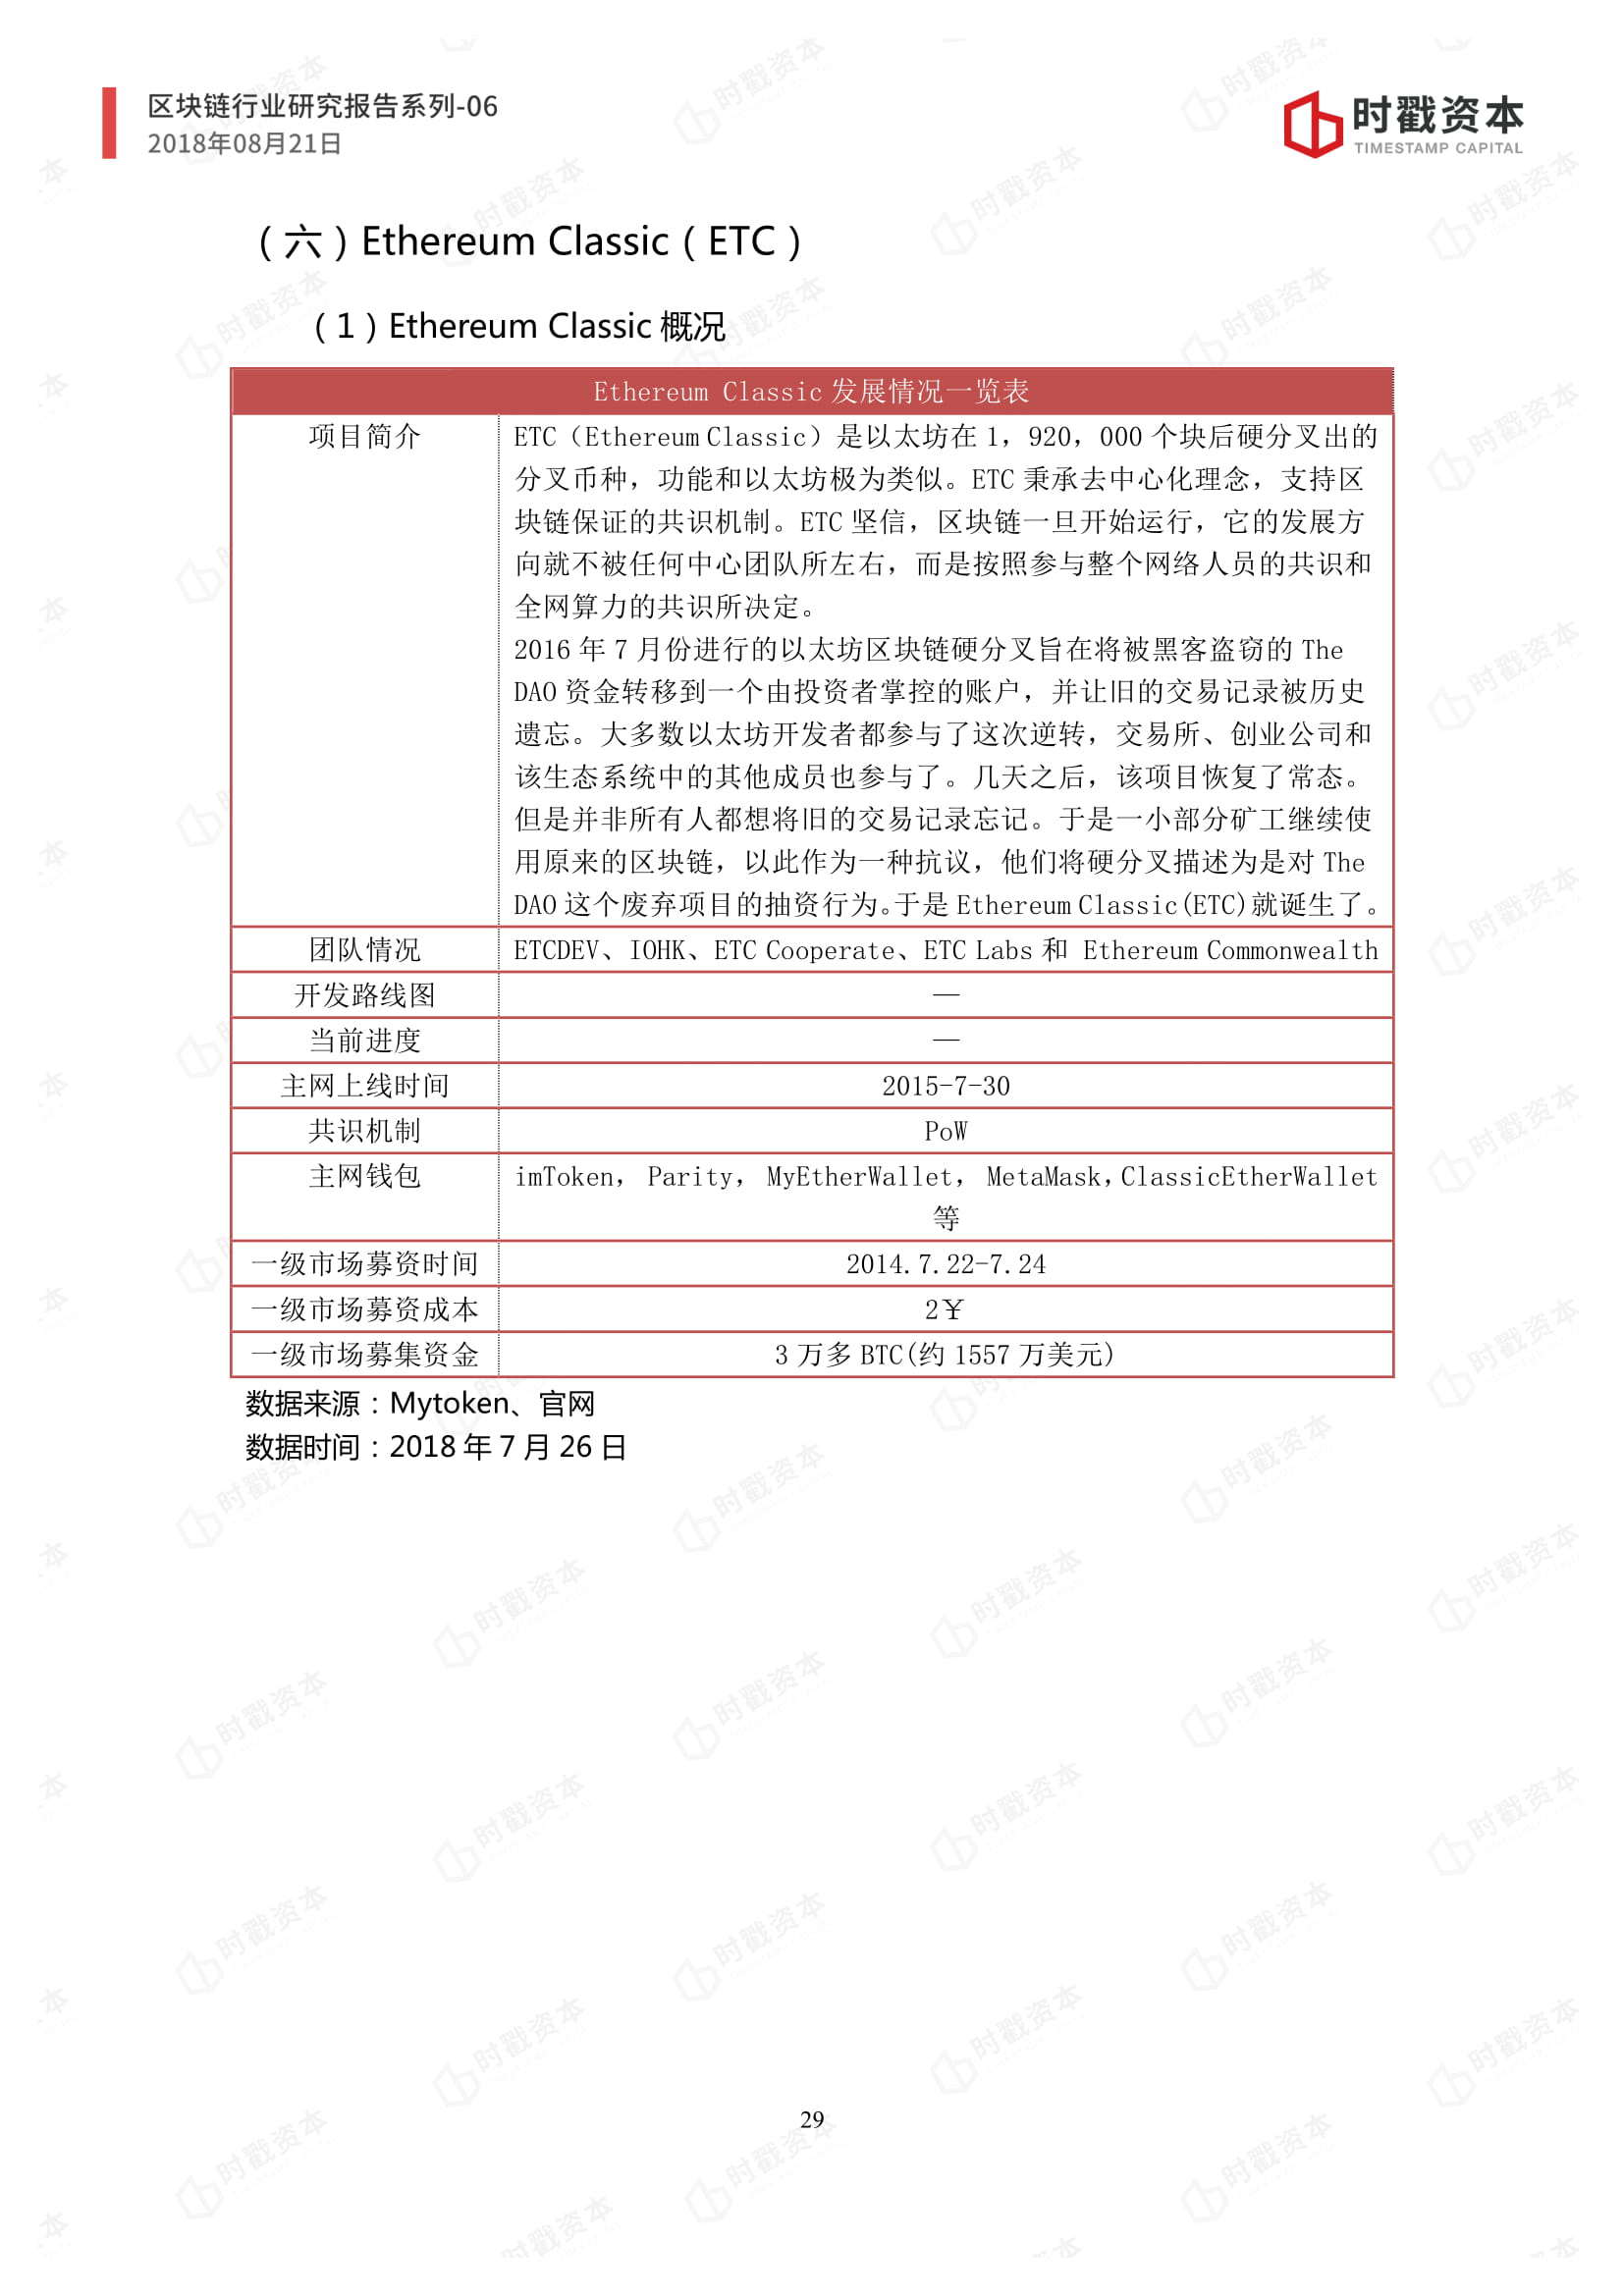 区块链行业研究报告系列-06
2018年08月21日
时戳资本
TIMESTAMP CAPITAL
（六）Ethereum Classic（ETC）
（1）Ethereum Classic 概况
Ethereum Classic 发展情况一览表
项目简介
ETC（Ethereum Classic）是以太坊在 1，920，000 个块后硬分叉出的
分叉币种，功能和以太坊极为类似。ETC 秉承去中心化理念，支持区
块链保证的共识机制。ETC 坚信，区块链一旦开始运行，它的发展方
向就不被任何中心团队所左右，而是按照参与整个网络人员的共识和
全网算力的共识所决定。
2016 年 7 月份进行的以太坊区块链硬分叉旨在将被黑客盗窃的 The
DAO 资金转移到一个由投资者掌控的账户，并让旧的交易记录被历史
遗忘。大多数以太坊开发者都参与了这次逆转，交易所、创业公司和
该生态系统中的其他成员也参与了。几天之后，该项目恢复了常态。
但是并非所有人都想将旧的交易记录忘记。于是一小部分矿工继续使
用原来的区块链，以此作为一种抗议，他们将硬分叉描述为是对 The
DAO 这个废弃项目的抽资行为。于是 Ethereum Classic(ETC)就诞生了。
团队情况 ETCDEV、IOHK、ETC Cooperate、ETC Labs 和 Ethereum Commonwealth
开发路线图 —
当前进度 —
主网上线时间 2015-7-30
共识机制 PoW
主网钱包 imToken， Parity， MyEtherWallet， MetaMask，ClassicEtherWallet
等
一级市场募资时间 2014.7.22-7.24
一级市场募资成本 2￥
一级市场募集资金 3 万多 BTC(约 1557 万美元)
数据来源：Mytoken、官网
数据时间：2018 年 7 月 26 日
29